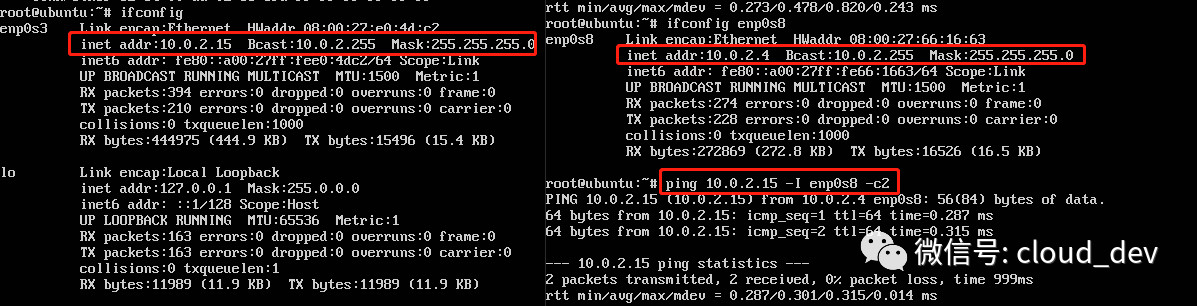 root@ubuntu:~# ifconfig
enp0s3 Link encap:Ethernet HWaddr 08:00:27:e0:4d:c2
inet addr:10.0.2.15 Bcast:10.0.2.255 Mask:255.255.255.0
inet6 addr: fe80::a00:27ff:fee0:4dc2/64 Scope:Link
UP BROADCAST RUNNING MULTICAST MTU:1500 Metric:1
RX packets:394 errors:0 dropped:0 overruns:0 frame:0
TX packets:210 errors:0 dropped:0 overruns:0 carrier:0
collisions:0 txqueuelen:1000
RX bytes:444975 (444.9 KB) TX bytes:15496 (15.4 KB)
lo Link encap:Local Loopback
inet addr:127.0.0.1 Mask:255.0.0.0
inet6 addr: ::1/128 Scope:Host
UP LOOPBACK RUNNING MTU:65536 Metric:1
RX packets:163 errors:0 dropped:0 overruns:0 frame:0
TX packets:163 errors:0 dropped:0 overruns:0 carrier:0
collisions:0 txqueuelen:1
RX bytes:11989 (11.9 KB) TX bytes:11989 (11.9 KB)
rtt min/avg/max/mdev = 0.273/0.478/0.820/0.243 ms
root@ubuntu:~# ifconfig enp0s8
enp0s8 Link encap:Ethernet HWaddr 08:00:27:66:16:63
inet addr:10.0.2.4 Bcast:10.0.2.255 Mask:255.255.255.0
inet6 addr: fe80::a00:27ff:fe66:1663/64 Scope:Link
UP BROADCAST RUNNING MULTICAST MTU:1500 Metric:1
RX packets:274 errors:0 dropped:0 overruns:0 frame:0
TX packets:228 errors:0 dropped:0 overruns:0 carrier:0
collisions:0 txqueuelen:1000
RX bytes:272869 (272.8 KB) TX bytes:16526 (16.5 KB)
root@ubuntu:~# ping 10.0.2.15 -I enp0s8 -c2
PING 10.0.2.15 (10.0.2.15) from 10.0.2.4 enp0s8: 56(84) bytes of data.
64 bytes from 10.0.2.15: icmp_seq=1 ttl=64 time=0.287 ms
64 bytes from 10.0.2.15: icmp_seq=2 ttl=64 time=0.315 ms
微信号: cloud_dev
--- 10.0.2.15 ping statistics ---
2 packets transmitted, 2 received, 0% packet loss, time 999ms
rtt min/avg/max/mdev = 0.287/0.301/0.315/0.014 ms